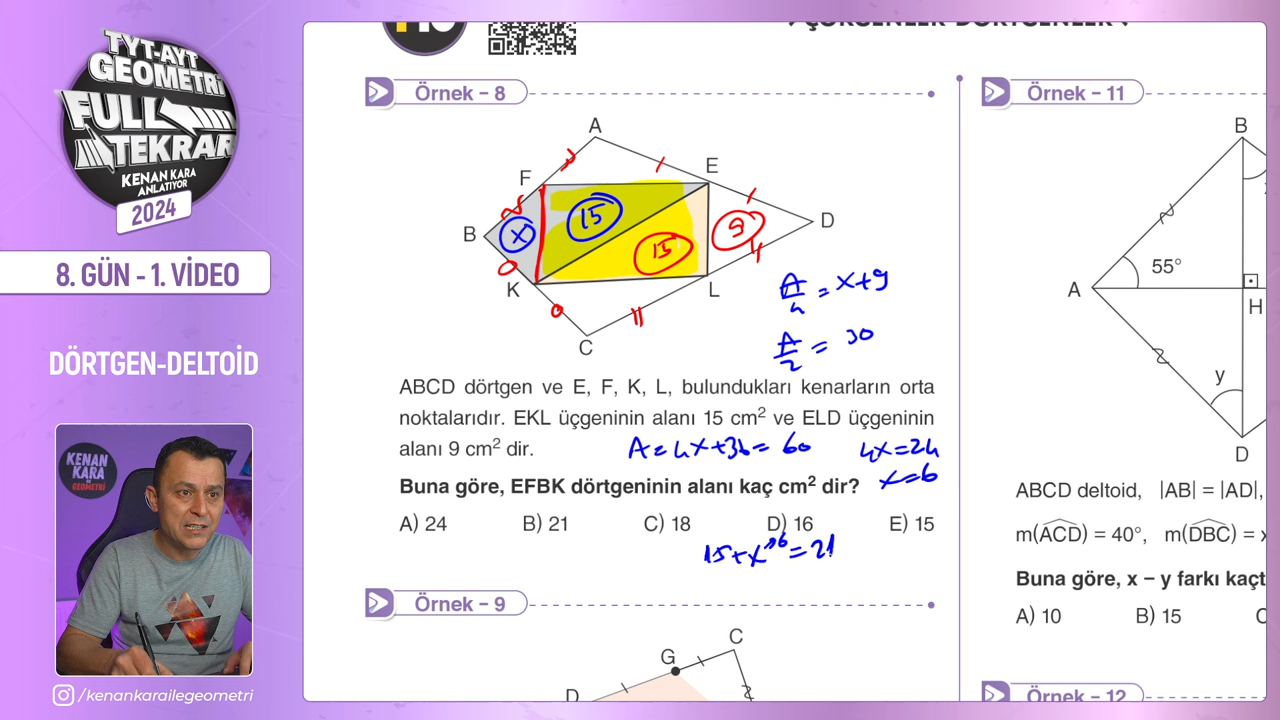 TYT-AYT
GEOMETRİ
FULL
TEKRAR
KENAN KARA
ANLATIYOR
2024
8. GÜN - 1. VİDEO
DÖRTGEN-DELTOİD
KENAN
KARA
GEOMETRİ
/kenankarailegeometri
Örnek – 8
A
F
E
B
D
K
L
C
x
15
15
9
A/4 = x+9
A/2 = 30
ABCD dörtgen ve E, F, K, L, bulundukları kenarların orta
noktalarıdır. EKL üçgeninin alanı 15 cm² ve ELD üçgeninin
alanı 9 cm² dir.
A = 4x+36 = 60
4x=24
x=6
Buna göre, EFBK dörtgeninin alanı kaç cm² dir?
A) 24 B) 21 C) 18 D) 16 E) 15
15+x→6 = 21
Örnek – 9
C
G
D
Örnek – 11
B
55°
A
H
y
D
ABCD deltoid, |AB| = |AD|,
m(ACD) = 40°, m(DBC) = x
Buna göre, x – y farkı kaçt
A) 10 B) 15 C
Örnek – 12